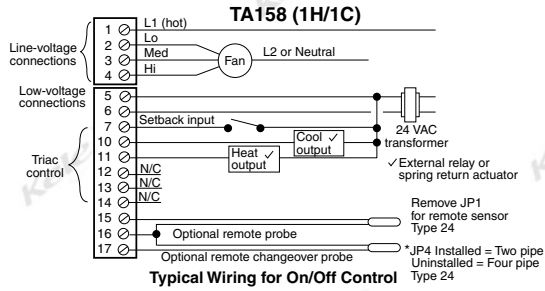 TA158 (1H/1C)
1 L1 (hot)
Line-voltage
connections
2 Lo
3 Med
4 Hi
Fan
L2 or Neutral
Low-voltage
connections
5
6
7 Setback input
10 Cool ✓
output
11 Heat ✓
output
24 VAC
transformer
✓External relay or
spring return actuator
Triac
control
12 N/C
13 N/C
14 N/C
15
16 Optional remote probe
17 Optional remote changeover probe
Remove JP1
for remote sensor
Type 24
*JP4 Installed = Two pipe
Uninstalled = Four pipe
Type 24
Typical Wiring for On/Off Control